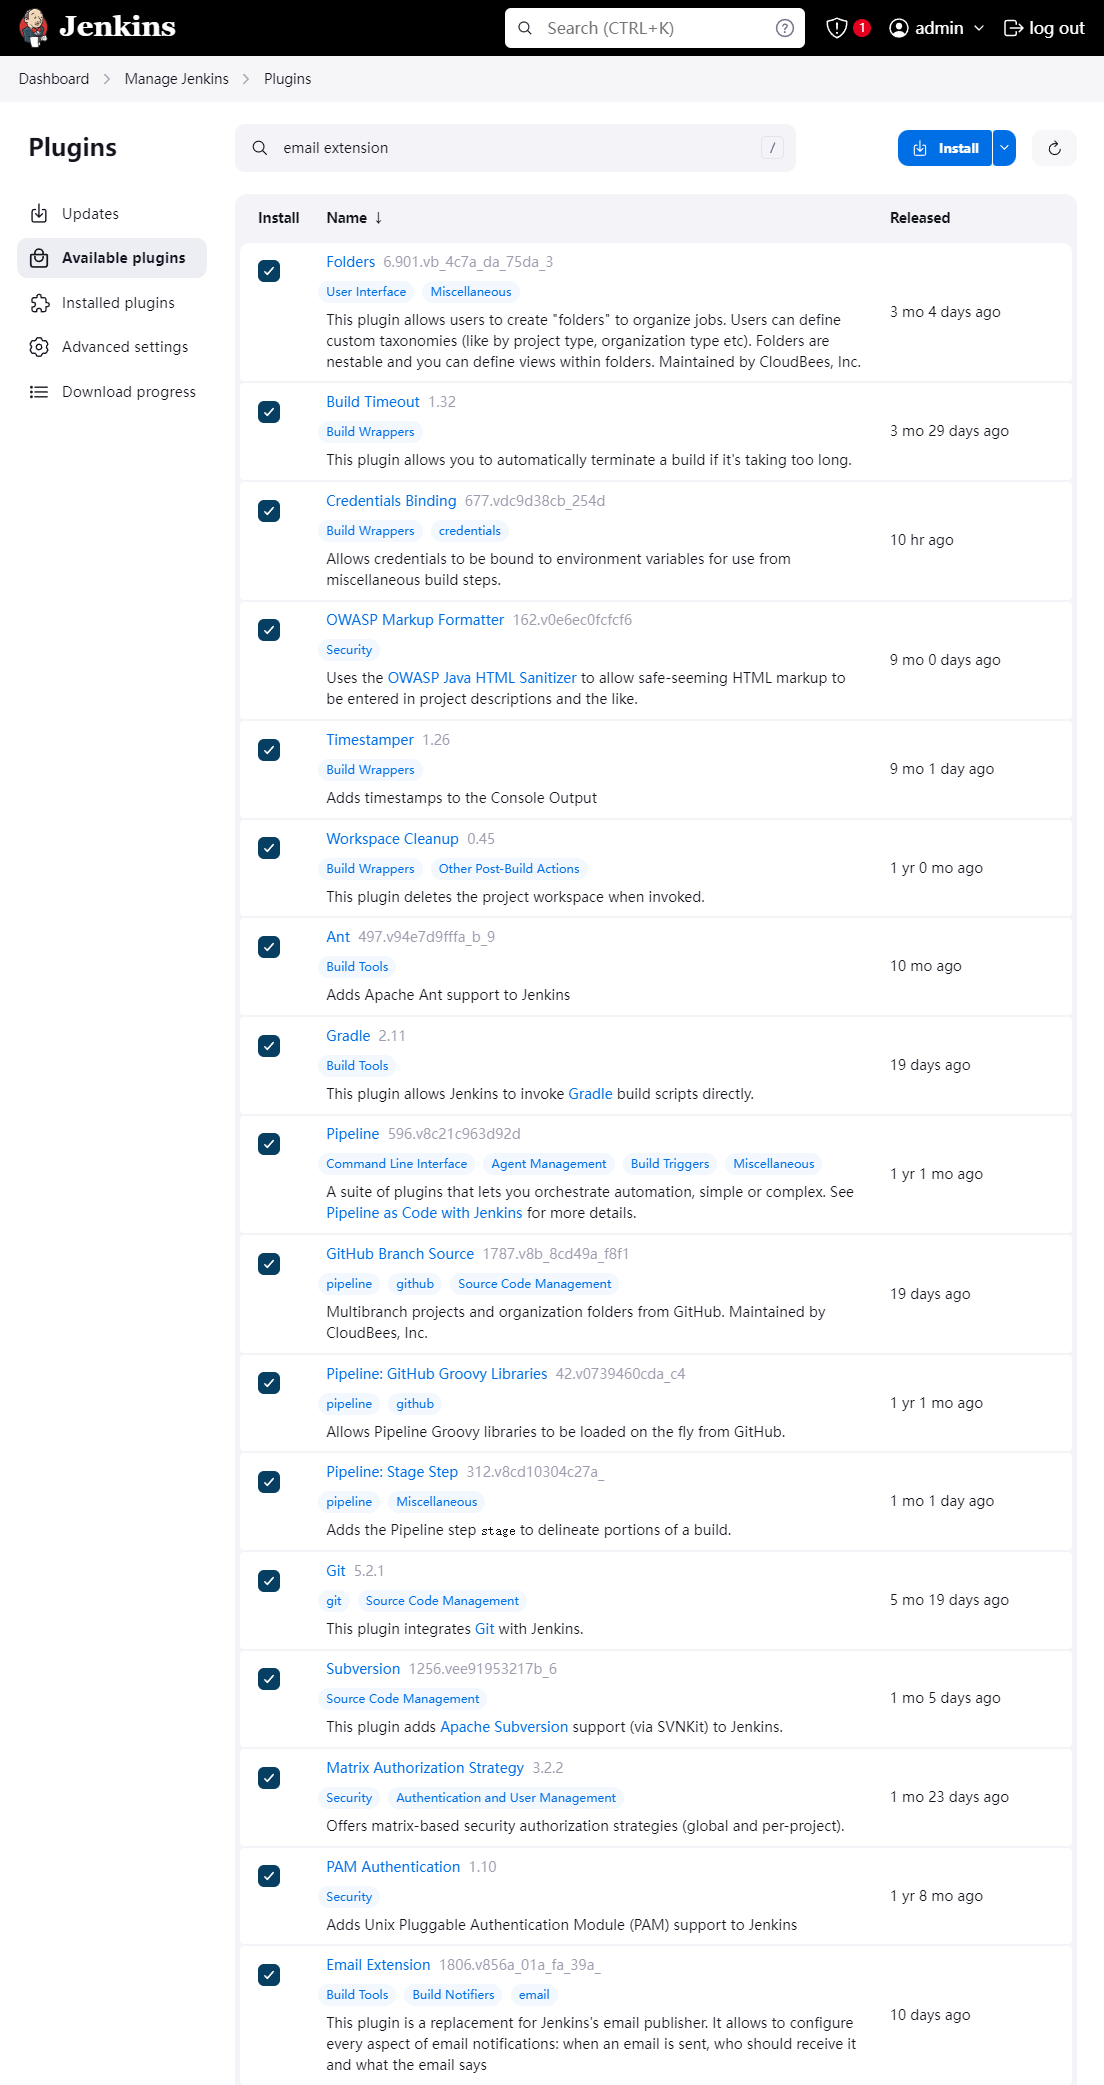 Jenkins
Search (CTRL+K)
1
admin
log out
Dashboard > Manage Jenkins > Plugins
Plugins
email extension
/
Install
Updates
Available plugins
Installed plugins
Advanced settings
Download progress
Install Name ↓ Released
Folders 6.901.vb_4c7a_da_75da_3
User Interface Miscellaneous
This plugin allows users to create "folders" to organize jobs. Users can define
custom taxonomies (like by project type, organization type etc). Folders are
nestable and you can define views within folders. Maintained by CloudBees, Inc.
3 mo 4 days ago
Build Timeout 1.32
Build Wrappers
This plugin allows you to automatically terminate a build if it's taking too long.
3 mo 29 days ago
Credentials Binding 677.vdc9d38cb_254d
Build Wrappers credentials
Allows credentials to be bound to environment variables for use from
miscellaneous build steps.
10 hr ago
OWASP Markup Formatter 162.v0e6ec0fcfcf6
Security
Uses the OWASP Java HTML Sanitizer to allow safe-seeming HTML markup to
be entered in project descriptions and the like.
9 mo 0 days ago
Timestamper 1.26
Build Wrappers
Adds timestamps to the Console Output
9 mo 1 day ago
Workspace Cleanup 0.45
Build Wrappers Other Post-Build Actions
This plugin deletes the project workspace when invoked.
1 yr 0 mo ago
Ant 497.v94e7d9fffa_b_9
Build Tools
Adds Apache Ant support to Jenkins
10 mo ago
Gradle 2.11
Build Tools
This plugin allows Jenkins to invoke Gradle build scripts directly.
19 days ago
Pipeline 596.v8c21c963d92d
Command Line Interface Agent Management Build Triggers Miscellaneous
A suite of plugins that lets you orchestrate automation, simple or complex. See
Pipeline as Code with Jenkins for more details.
1 yr 1 mo ago
GitHub Branch Source 1787.v8b_8cd49a_f8f1
pipeline github Source Code Management
Multibranch projects and organization folders from GitHub. Maintained by
CloudBees, Inc.
19 days ago
Pipeline: GitHub Groovy Libraries 42.v0739460cda_c4
pipeline github
Allows Pipeline Groovy libraries to be loaded on the fly from GitHub.
1 yr 1 mo ago
Pipeline: Stage Step 312.v8cd10304c27a_
pipeline Miscellaneous
Adds the Pipeline step stage to delineate portions of a build.
1 mo 1 day ago
Git 5.2.1
git Source Code Management
This plugin integrates Git with Jenkins.
5 mo 19 days ago
Subversion 1256.vee91953217b_6
Source Code Management
This plugin adds Apache Subversion support (via SVNKit) to Jenkins.
1 mo 5 days ago
Matrix Authorization Strategy 3.2.2
Security Authentication and User Management
Offers matrix-based security authorization strategies (global and per-project).
1 mo 23 days ago
PAM Authentication 1.10
Security
Adds Unix Pluggable Authentication Module (PAM) support to Jenkins
1 yr 8 mo ago
Email Extension 1806.v856a_01a_fa_39a_
Build Tools Build Notifiers email
This plugin is a replacement for Jenkins's email publisher. It allows to configure
every aspect of email notifications: when an email is sent, who should receive it
and what the email says
10 days ago